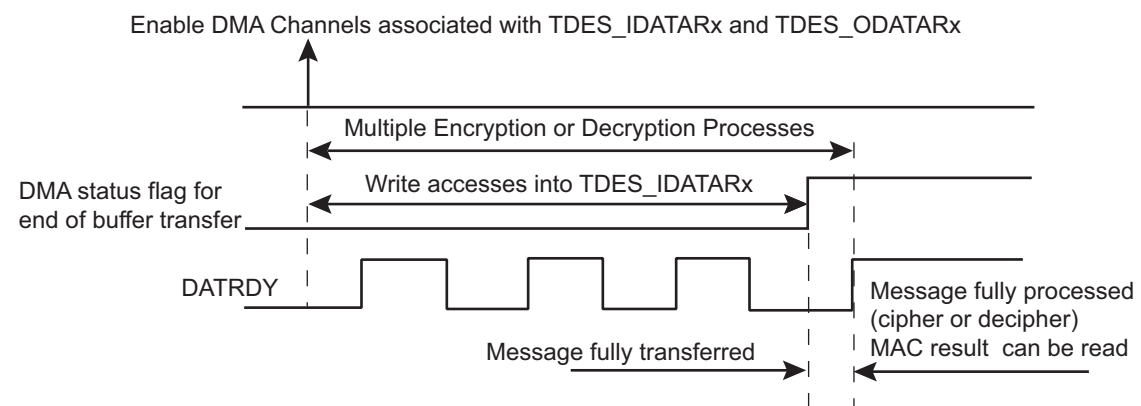 Enable DMA Channels associated with TDES_IDATARx and TDES_ODATARx
Multiple Encryption or Decryption Processes
Write accesses into TDES_IDATARx
DMA status flag for
end of buffer transfer
DATRDY
Message fully processed
(cipher or decipher)
MAC result can be read
Message fully transferred